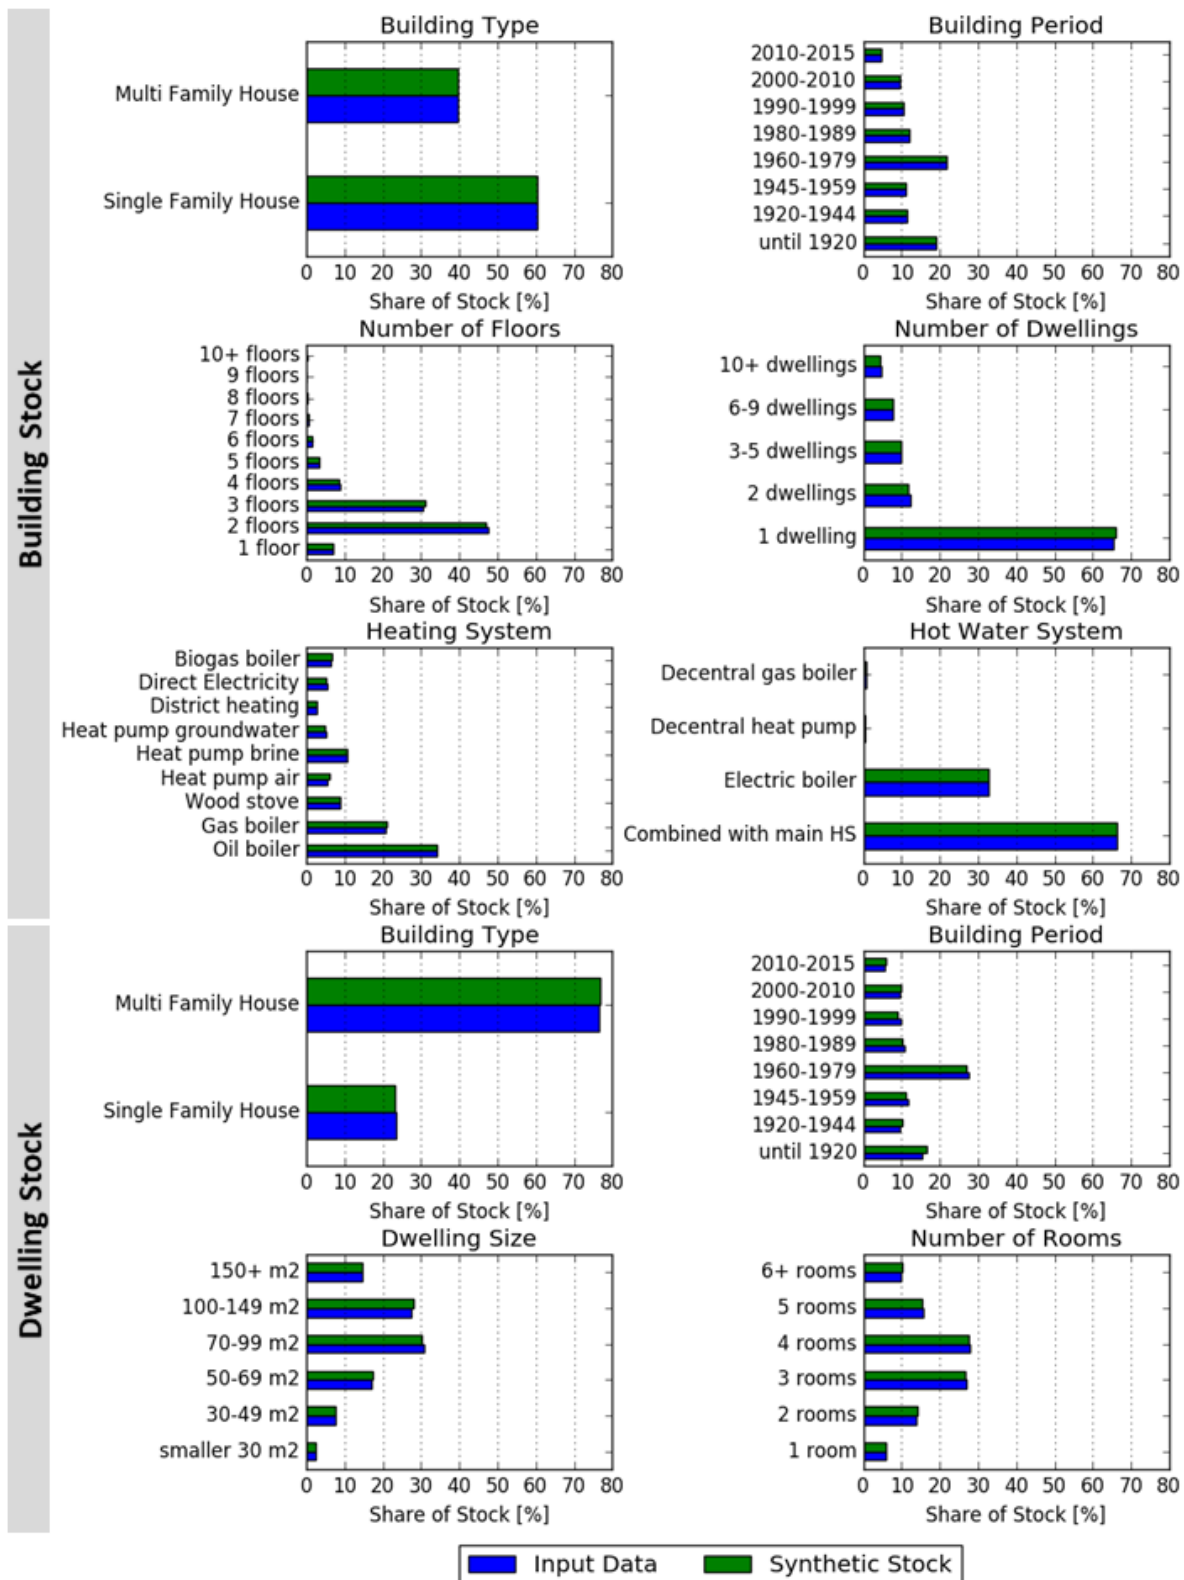 Building Stock
Building Type
Multi Family House
Single Family House
0 10 20 30 40 50 60 70 80
Share of Stock [%]
Building Period
2010-2015
2000-2010
1990-1999
1980-1989
1960-1979
1945-1959
1920-1944
until 1920
0 10 20 30 40 50 60 70 80
Share of Stock [%]
Number of Floors
10+ floors
9 floors
8 floors
7 floors
6 floors
5 floors
4 floors
3 floors
2 floors
1 floor
0 10 20 30 40 50 60 70 80
Share of Stock [%]
Number of Dwellings
10+ dwellings
6-9 dwellings
3-5 dwellings
2 dwellings
1 dwelling
0 10 20 30 40 50 60 70 80
Share of Stock [%]
Heating System
Biogas boiler
Direct Electricity
District heating
Heat pump groundwater
Heat pump brine
Heat pump air
Wood stove
Gas boiler
Oil boiler
0 10 20 30 40 50 60 70 80
Share of Stock [%]
Hot Water System
Decentral gas boiler
Decentral heat pump
Electric boiler
Combined with main HS
0 10 20 30 40 50 60 70 80
Share of Stock [%]
Dwelling Stock
Building Type
Multi Family House
Single Family House
0 10 20 30 40 50 60 70 80
Share of Stock [%]
Building Period
2010-2015
2000-2010
1990-1999
1980-1989
1960-1979
1945-1959
1920-1944
until 1920
0 10 20 30 40 50 60 70 80
Share of Stock [%]
Dwelling Size
150+ m2
100-149 m2
70-99 m2
50-69 m2
30-49 m2
smaller 30 m2
0 10 20 30 40 50 60 70 80
Share of Stock [%]
Number of Rooms
6+ rooms
5 rooms
4 rooms
3 rooms
2 rooms
1 room
0 10 20 30 40 50 60 70 80
Share of Stock [%]
Input Data Synthetic Stock